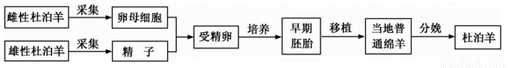 雌性杜泊羊 采集 卵母细胞
雌性杜泊羊 采集 精 子
受精卵 培养 早期胚胎 移植 当地普通绵羊 分娩 杜泊羊